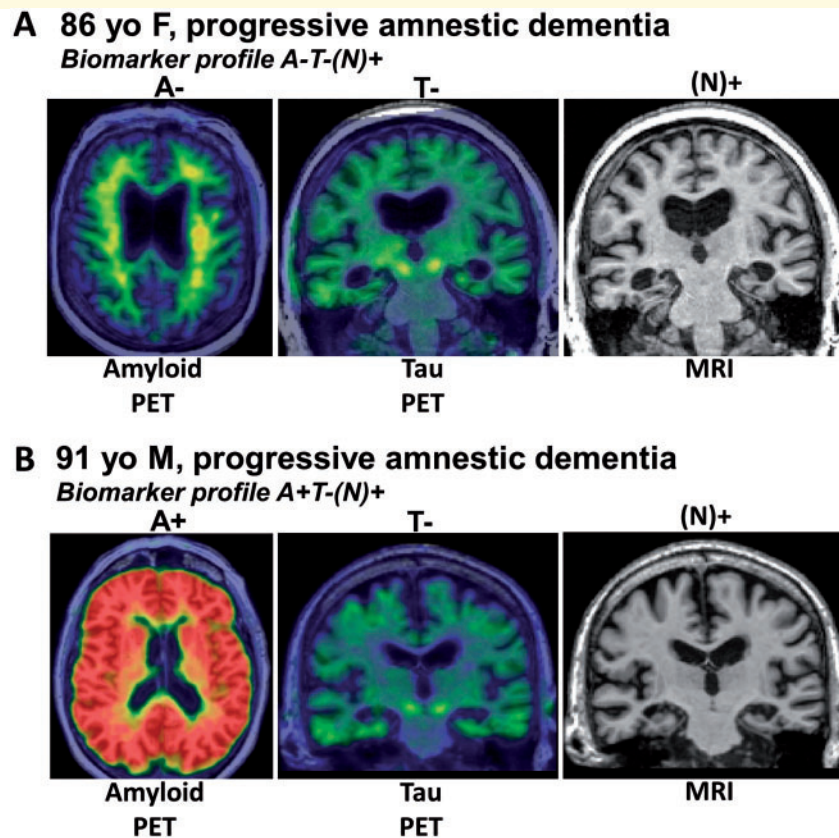 A 86 yo F, progressive amnestic dementia
Biomarker profile A-T-(N)+
A- T- (N)+
Amyloid PET Tau PET MRI
B 91 yo M, progressive amnestic dementia
Biomarker profile A+T-(N)+
A+ T- (N)+
Amyloid PET Tau PET MRI